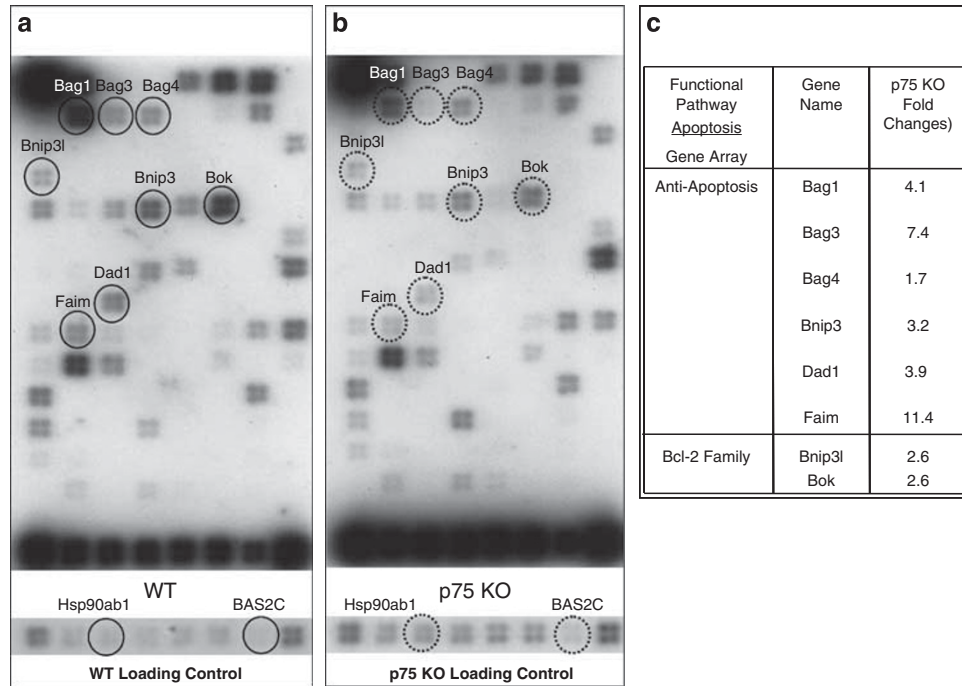 a
Bag1 Bag3 Bag4
Bnip3l
Bnip3 Bok
Dad1
Faim
WT
Hsp90ab1 BAS2C
WT Loading Control
b
Bag1 Bag3 Bag4
Bnip3l
Bnip3 Bok
Dad1
Faim
p75 KO
Hsp90ab1 BAS2C
p75 KO Loading Control
c
Functional Pathway Apoptosis Gene Array | Gene Name | p75 KO Fold Changes)
Anti-Apoptosis Bag1 4.1
Bag3 7.4
Bag4 1.7
Bnip3 3.2
Dad1 3.9
Faim 11.4
Bcl-2 Family Bnip3l 2.6
Bok 2.6